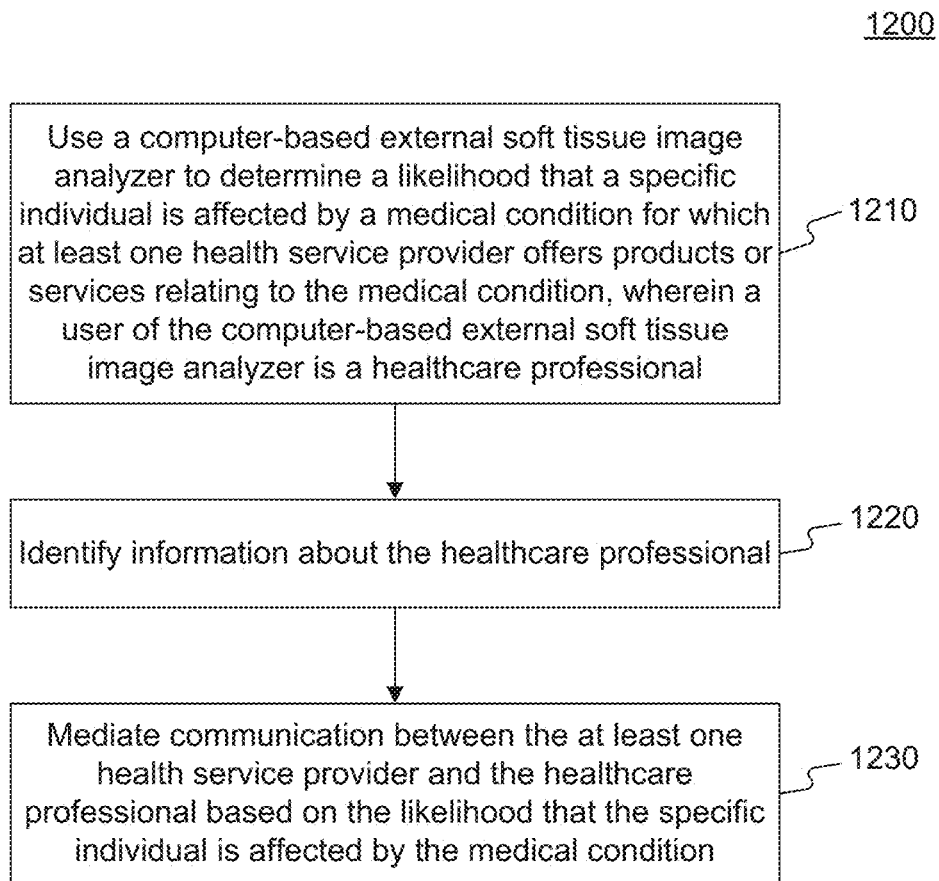 1200
Use a computer-based external soft tissue image
analyzer to determine a likelihood that a specific
individual is affected by a medical condition for which
at least one health service provider offers products or
services relating to the medical condition, wherein a
user of the computer-based external soft tissue
image analyzer is a healthcare professional
1210
Identify information about the healthcare professional
1220
Mediate communication between the at least one
health service provider and the healthcare
professional based on the likelihood that the specific
individual is affected by the medical condition
1230